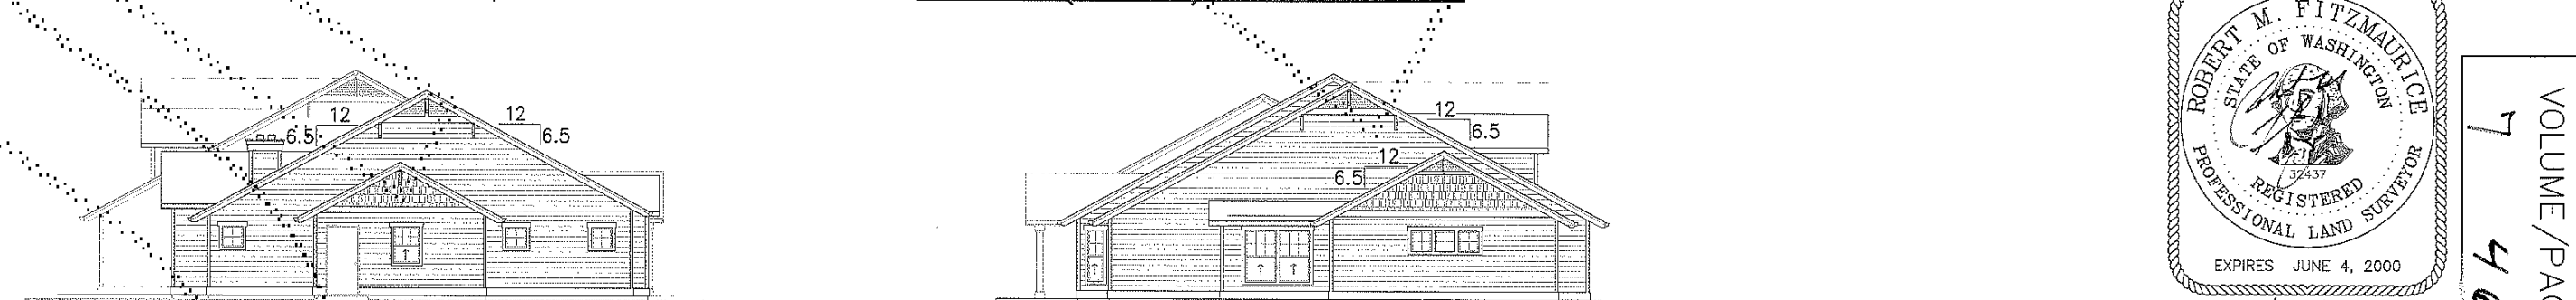 12
6.5
12
6.5
12
6.5
12
6.5
ROBERT M. FITZMAURICE
STATE OF WASHINGTON
32437
REGISTERED
PROFESSIONAL LAND SURVEYOR
EXPIRES JUNE 4, 2000
VOLUME/PAG
7